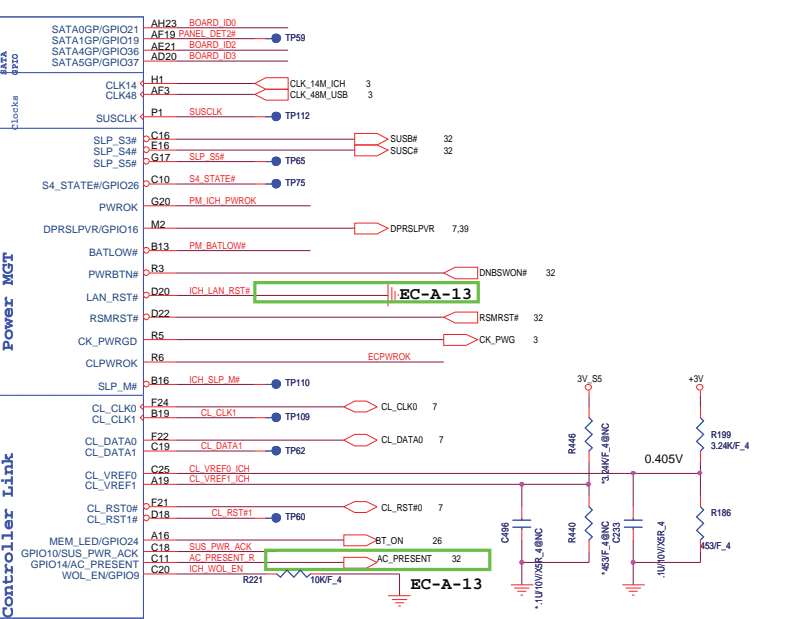 SATA0GP/GPIO21 AH23 BOARD_ID0
SATA1GP/GPIO19 AF19 PANEL_DET2# TP59
SATA4GP/GPIO36 AE21 BOARD_ID2
SATA5GP/GPIO37 AD20 BOARD_ID3
SATA
GPIO
CLK14 H1 CLK_14M_ICH 3
CLK48 AF3 CLK_48M_USB 3
Clocks
SUSCLK P1 SUSCLK TP112
SLP_S3# C16 SUSB# 32
SLP_S4# E16 SUSC# 32
SLP_S5# G17 SLP_S5# TP65
S4_STATE#/GPIO26 C10 S4_STATE# TP75
PWROK G20 PM_ICH_PWROK
DPRSLPVR/GPIO16 M2 DPRSLPVR 7,39
BATLOW# B13 PM_BATLOW#
Power MGT
PWRBTN# R3 DNBSWON# 32
LAN_RST# D20 ICH_LAN_RST# EC-A-13
RSMRST# D22 RSMRST# 32
CK_PWRGD R5 CK_PWG 3
CLPWROK R6 ECPWROK
SLP_M# B16 ICH_SLP_M# TP110
3V_S5 +3V
CL_CLK0 F24 CL_CLK0 7
CL_CLK1 B19 CL_CLK1 TP109
CL_DATA0 F22 CL_DATA0 7
CL_DATA1 C19 CL_DATA1 TP62
R446
*3.24K/F_4@NC
R199
3.24K/F_4
0.405V
Controller Link
CL_VREF0 C25 CL_VREF0_ICH
CL_VREF1 A19 CL_VREF1_ICH
CL_RST0# F21 CL_RST#0 7
CL_RST1# D18 CL_RST#1 TP60
MEM_LED/GPIO24 A16 BT_ON 26
GPIO10/SUS_PWR_ACK C18 SUS_PWR_ACK
GPIO14/AC_PRESENT C11 AC_PRESENT_R AC_PRESENT 32
WOL_EN/GPIO9 C20 ICH_WOL_EN
R221 10K/F_4 EC-A-13
C496
*.1U/10V/X5R_4@NC
R440
*453/F_4@NC
C233
.1U/10V/X5R_4
R186
453/F_4